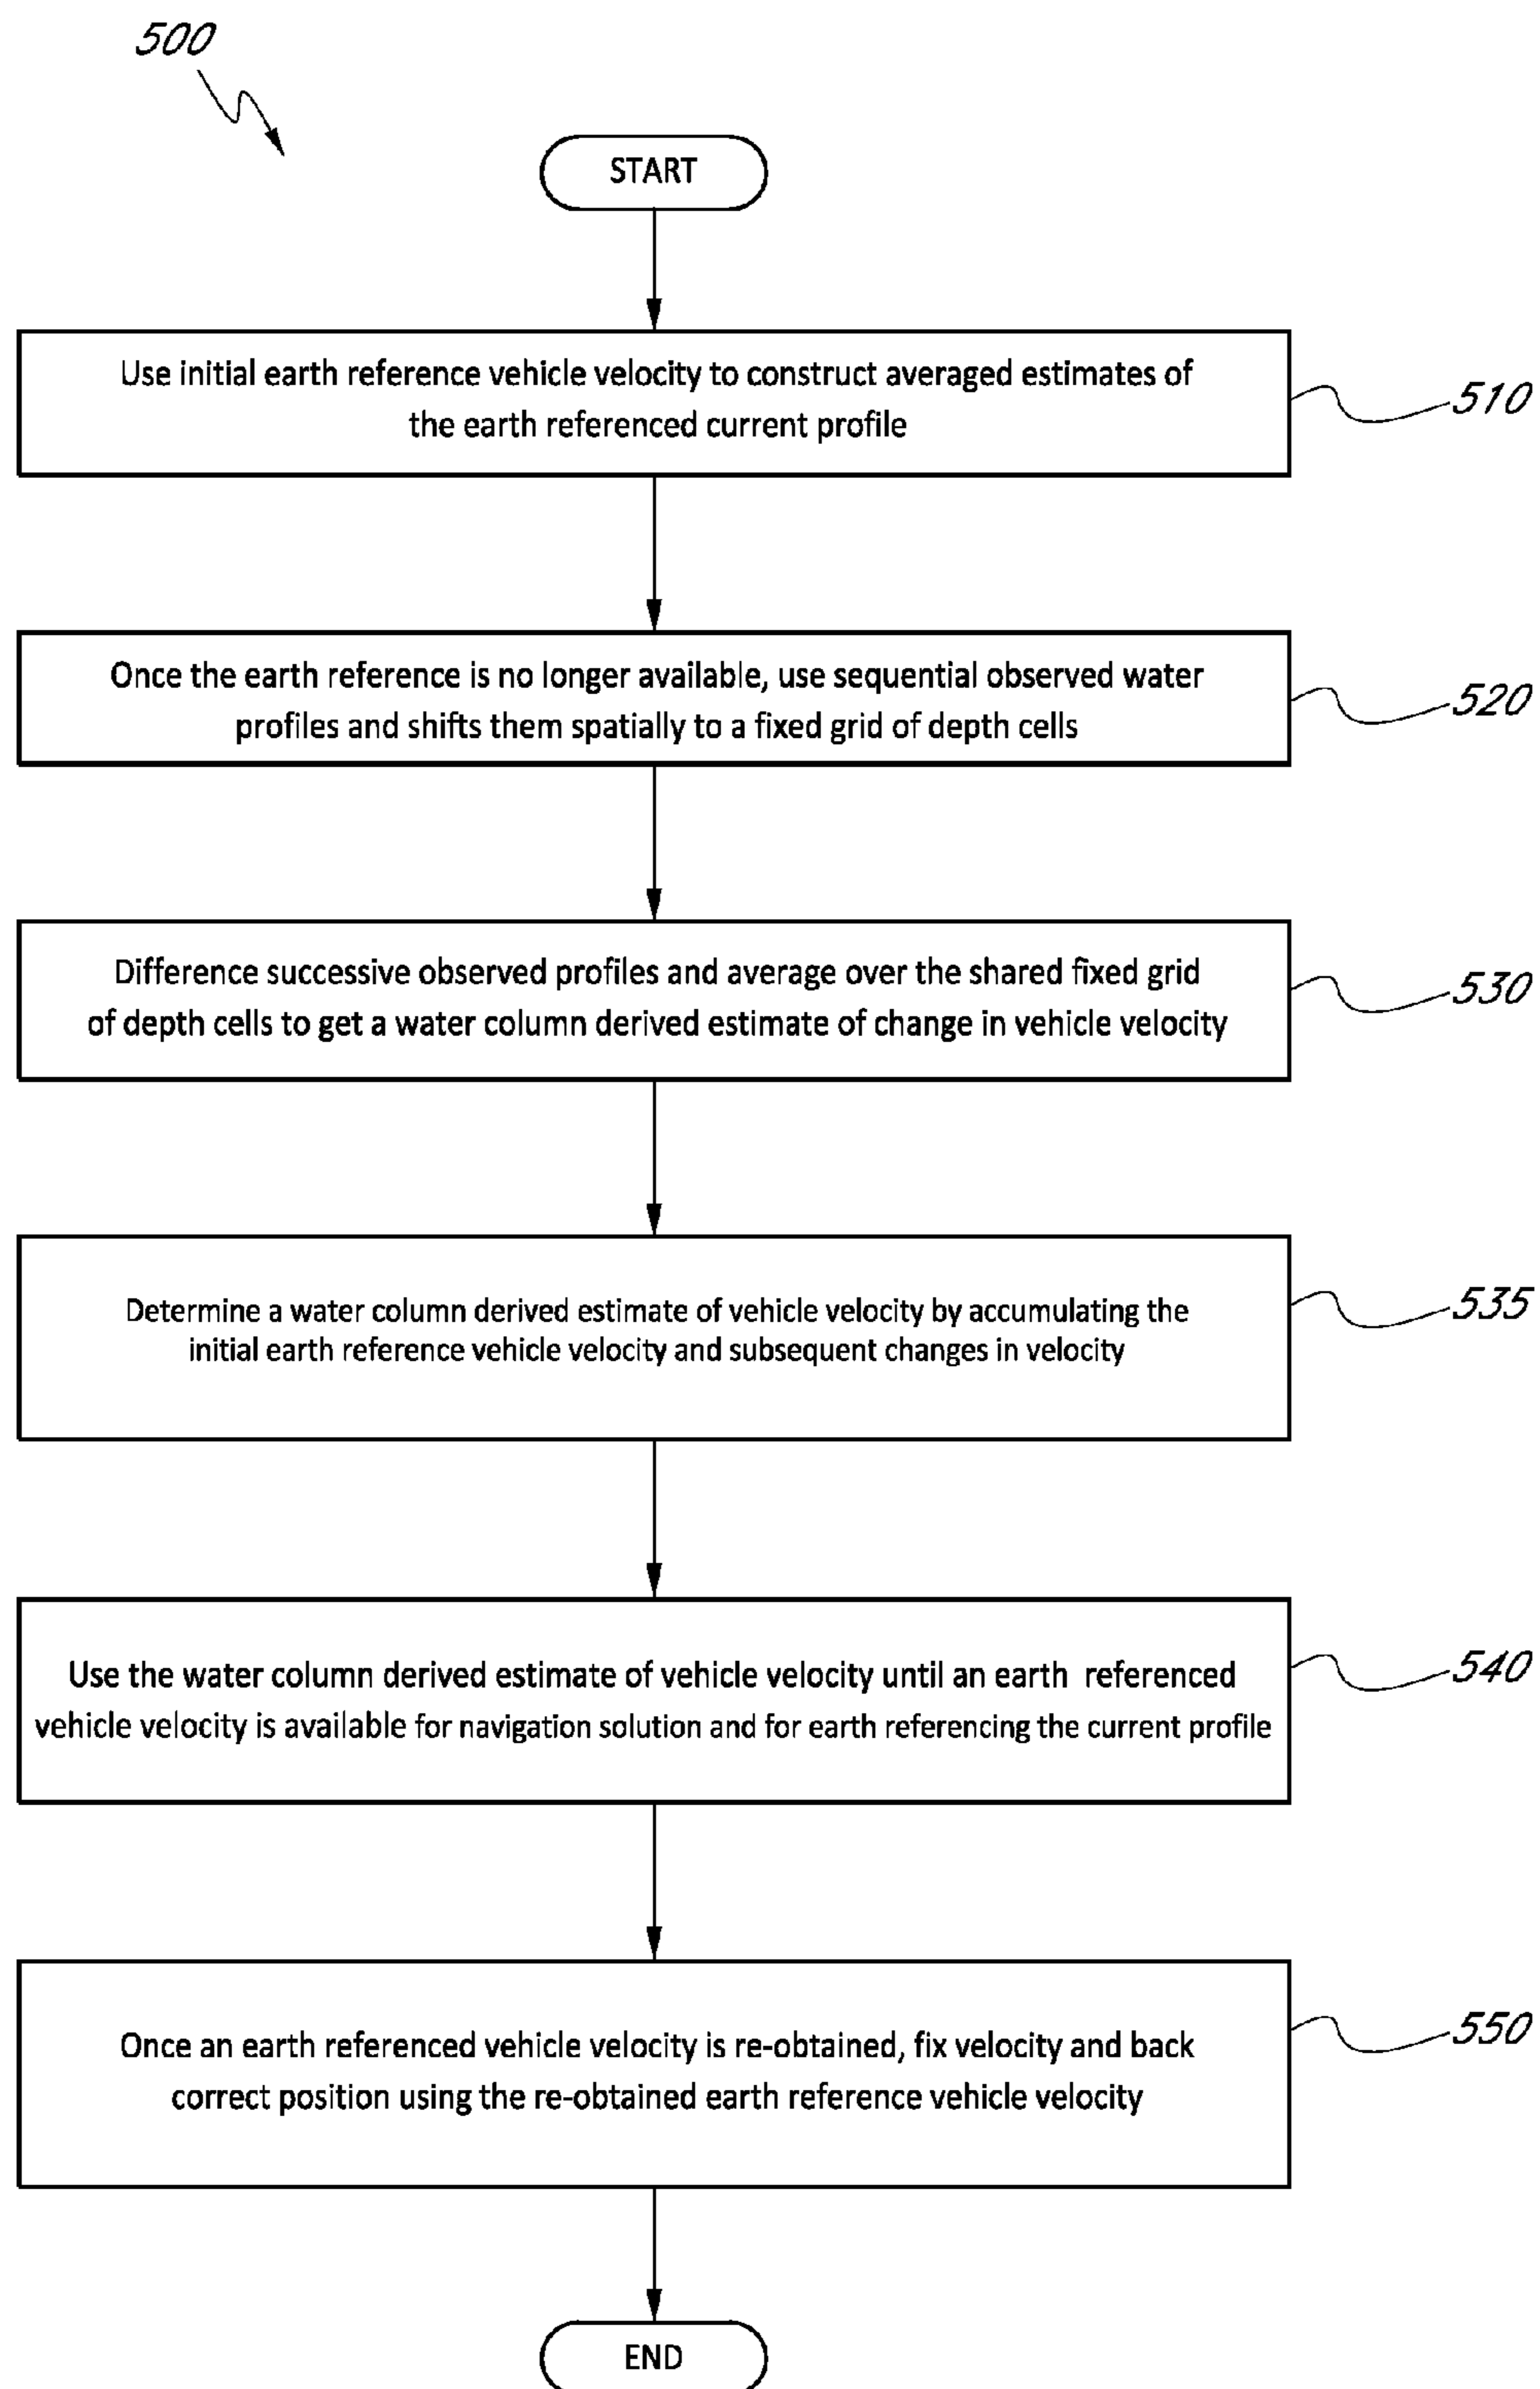 500
START
Use initial earth reference vehicle velocity to construct averaged estimates of
the earth referenced current profile
510
Once the earth reference is no longer available, use sequential observed water
profiles and shifts them spatially to a fixed grid of depth cells
520
Difference successive observed profiles and average over the shared fixed grid
of depth cells to get a water column derived estimate of change in vehicle velocity
530
Determine a water column derived estimate of vehicle velocity by accumulating the
initial earth reference vehicle velocity and subsequent changes in velocity
535
Use the water column derived estimate of vehicle velocity until an earth referenced
vehicle velocity is available for navigation solution and for earth referencing the current profile
540
Once an earth referenced vehicle velocity is re-obtained, fix velocity and back
correct position using the re-obtained earth reference vehicle velocity
550
END